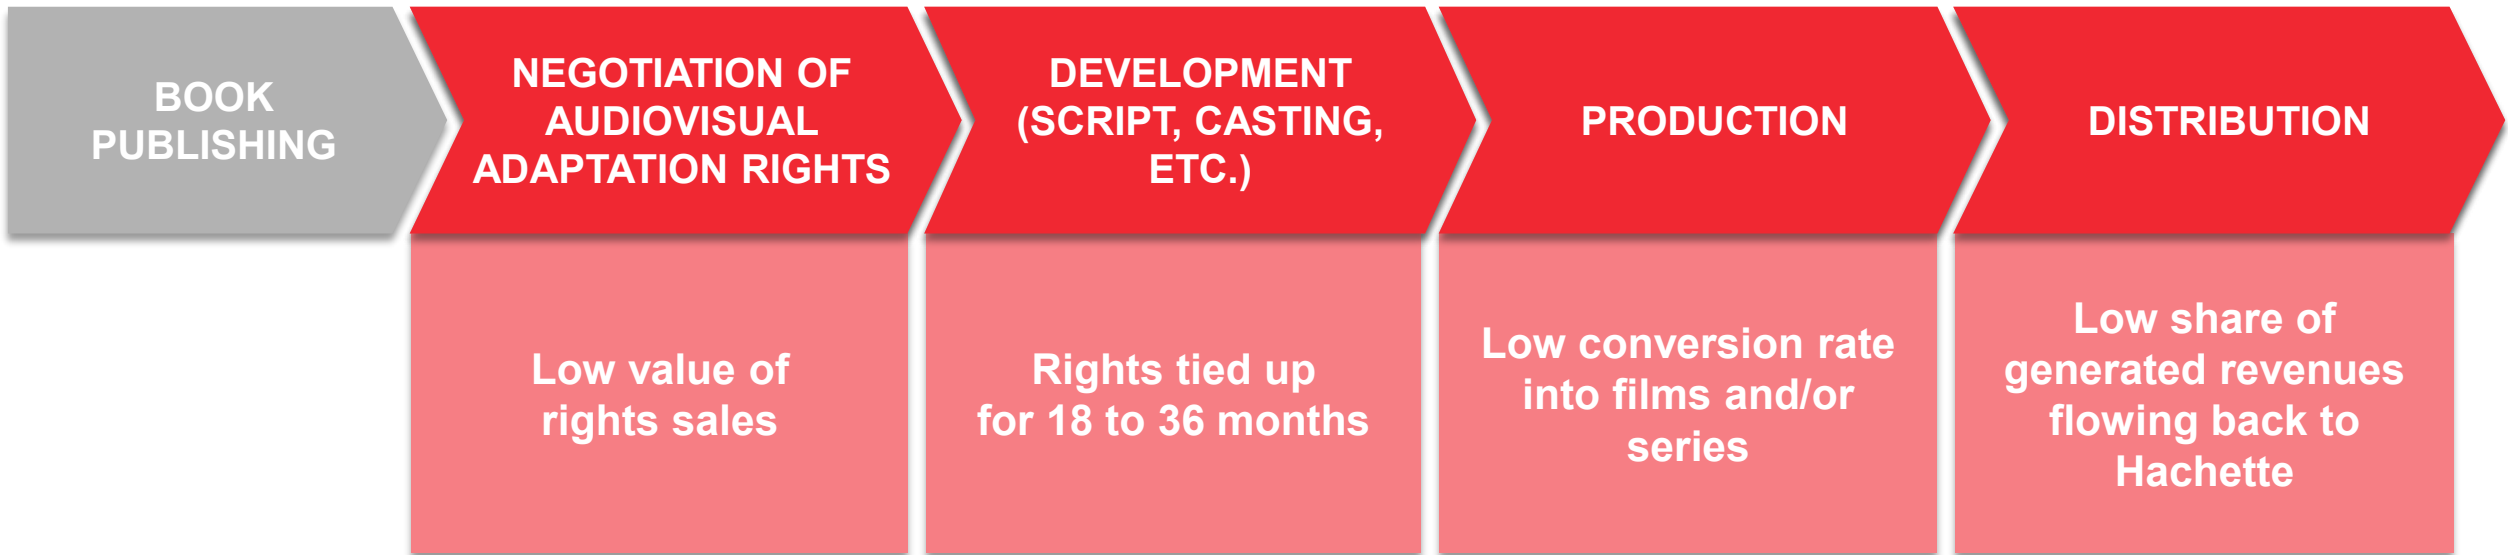 BOOK
PUBLISHING
NEGOTIATION OF
AUDIOVISUAL
ADAPTATION RIGHTS
DEVELOPMENT
(SCRIPT, CASTING,
ETC.)
PRODUCTION
DISTRIBUTION
Low value of
rights sales
Rights tied up
for 18 to 36 months
Low conversion rate
into films and/or
series
Low share of
generated revenues
flowing back to
Hachette